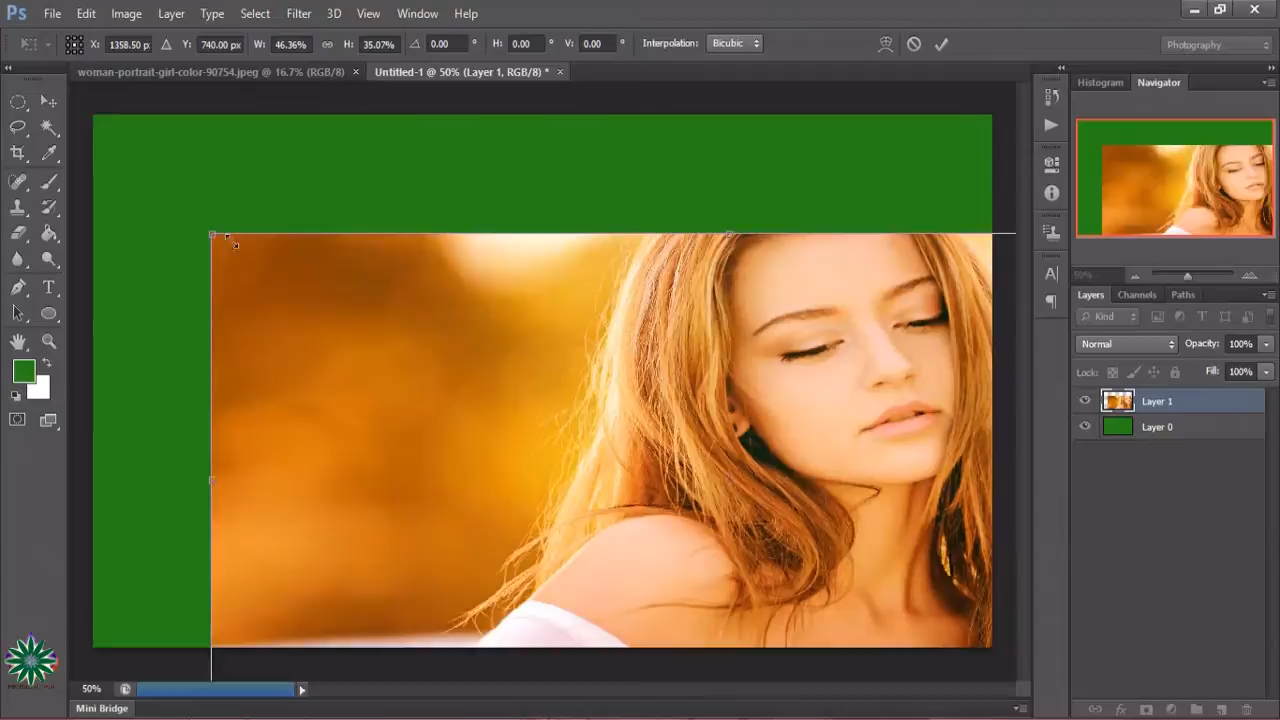 Ps File Edit Image Layer Type Select Filter 3D View Window Help
X: 1358.50 p: Y: 740.00 px W: 46.36% H: 35.07% 0.00 ° H: 0.00 ° V: 0.00 ° Interpolation: Bicubic Photography
woman-portrait-girl-color-90754.jpeg @ 16.7% (RGB/8) × Untitled-1 @ 50% (Layer 1, RGB/8) * ×
Histogram Navigator
50%
Layers Channels Paths
Kind
Normal Opacity: 100%
Lock: Fill: 100%
Layer 1
Layer 0
50%
Mini Bridge